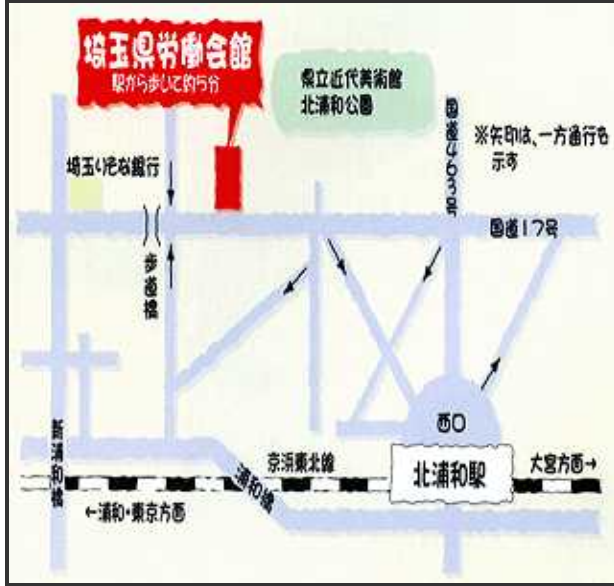 埼玉県労働会館
駅から歩いて約5分
県立近代美術館
北浦和公園
国道463号
※矢印は、一方通行を
示す
埼玉りそな銀行
国道17号
歩道橋
西口
新浦和橋
京浜東北線
浦和橋
北浦和駅
大宮方面→
←浦和・東京方面